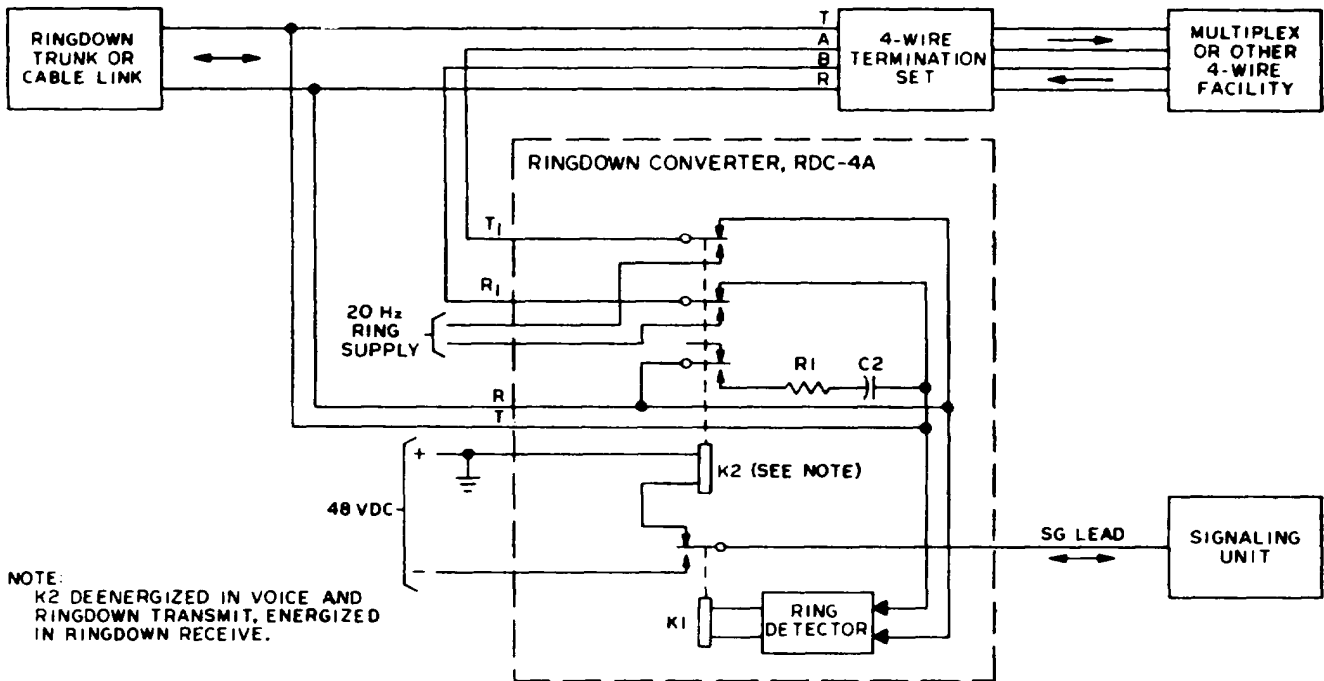 RINGDOWN
TRUNK OR
CABLE LINK
T
A
B
R
4-WIRE
TERMINATION
SET
MULTIPLEX
OR OTHER
4-WIRE
FACILITY
RINGDOWN CONVERTER, RDC-4A
T1
R1
20 Hz
RING
SUPPLY
R1
C2
R
T
+
K2 (SEE NOTE)
48 VDC
-
SG LEAD
SIGNALING
UNIT
NOTE:
K2 DEENERGIZED IN VOICE AND
RINGDOWN TRANSMIT, ENERGIZED
IN RINGDOWN RECEIVE.
K1
RING
DETECTOR